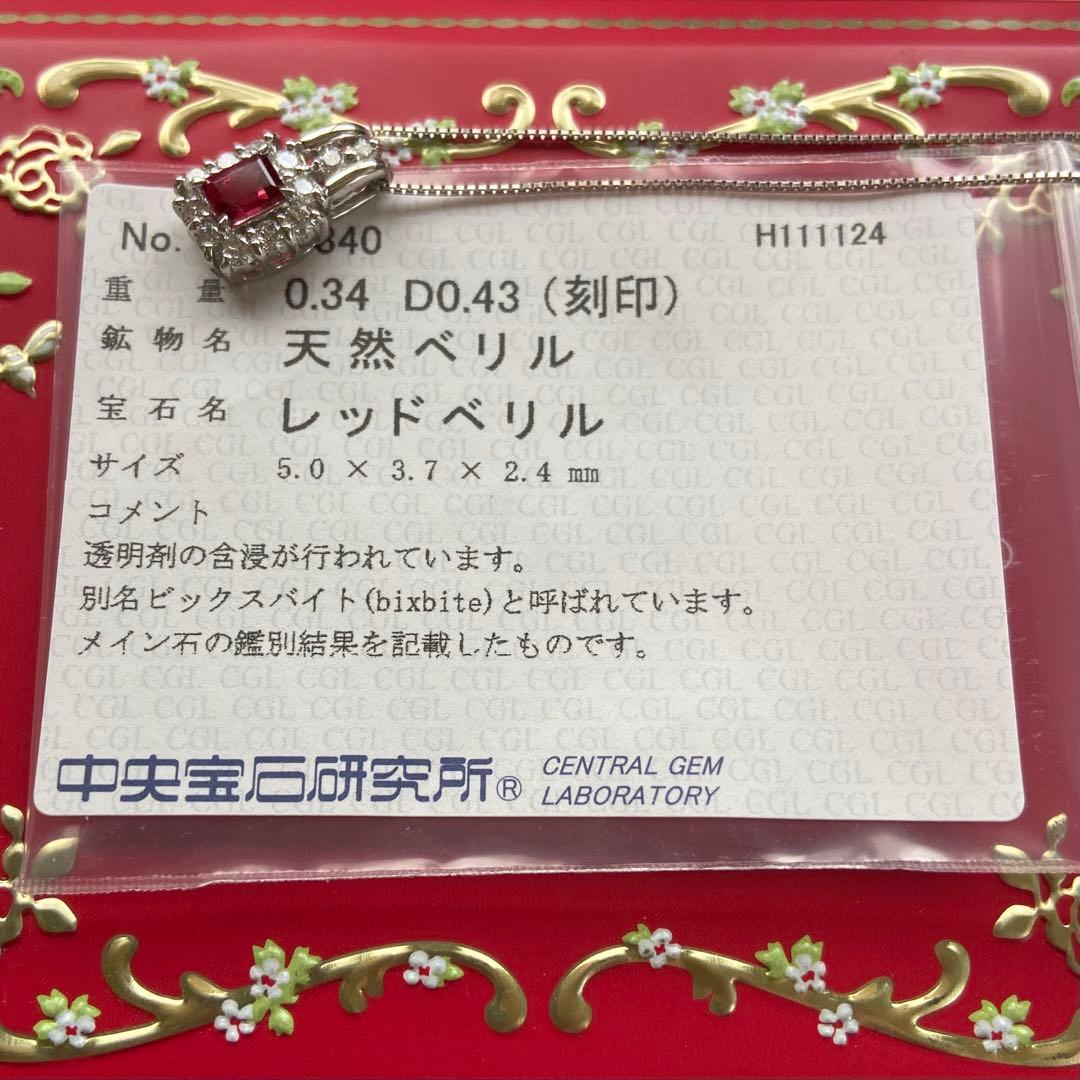 No. 340
H111124
重量 0.34 D0.43(刻印)
鉱物名 天然ベリル
宝石名 レッドベリル
サイズ 5.0 × 3.7 × 2.4 mm
コメント
透明剤の含浸が行われています。
別名ビックスバイト(bixbite)と呼ばれています。
メイン石の鑑別結果を記載したものです。
中央宝石研究所® CENTRAL GEM
LABORATORY